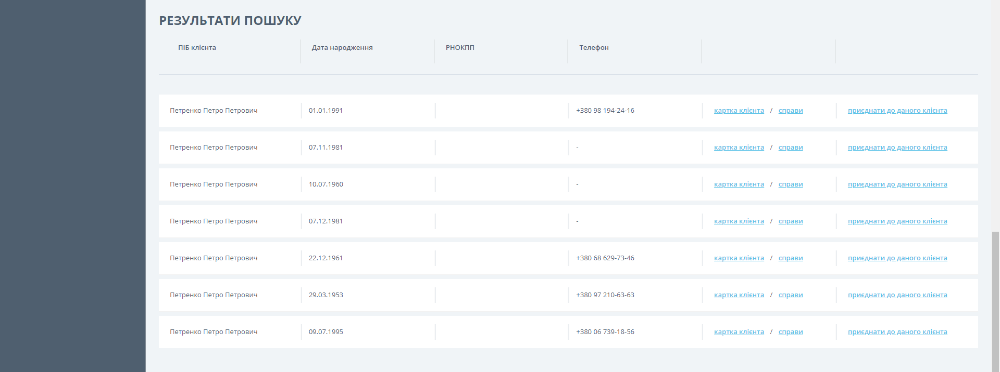 РЕЗУЛЬТАТИ ПОШУКУ
ПІБ клієнта Дата народження РНОКПП Телефон
Петренко Петро Петрович 01.01.1991 +380 98 194-24-16 картка клієнта / справи приєднати до даного клієнта
Петренко Петро Петрович 07.11.1981 - картка клієнта / справи приєднати до даного клієнта
Петренко Петро Петрович 10.07.1960 - картка клієнта / справи приєднати до даного клієнта
Петренко Петро Петрович 07.12.1981 - картка клієнта / справи приєднати до даного клієнта
Петренко Петро Петрович 22.12.1961 +380 68 629-73-46 картка клієнта / справи приєднати до даного клієнта
Петренко Петро Петрович 29.03.1953 +380 97 210-63-63 картка клієнта / справи приєднати до даного клієнта
Петренко Петро Петрович 09.07.1995 +380 06 739-18-56 картка клієнта / справи приєднати до даного клієнта